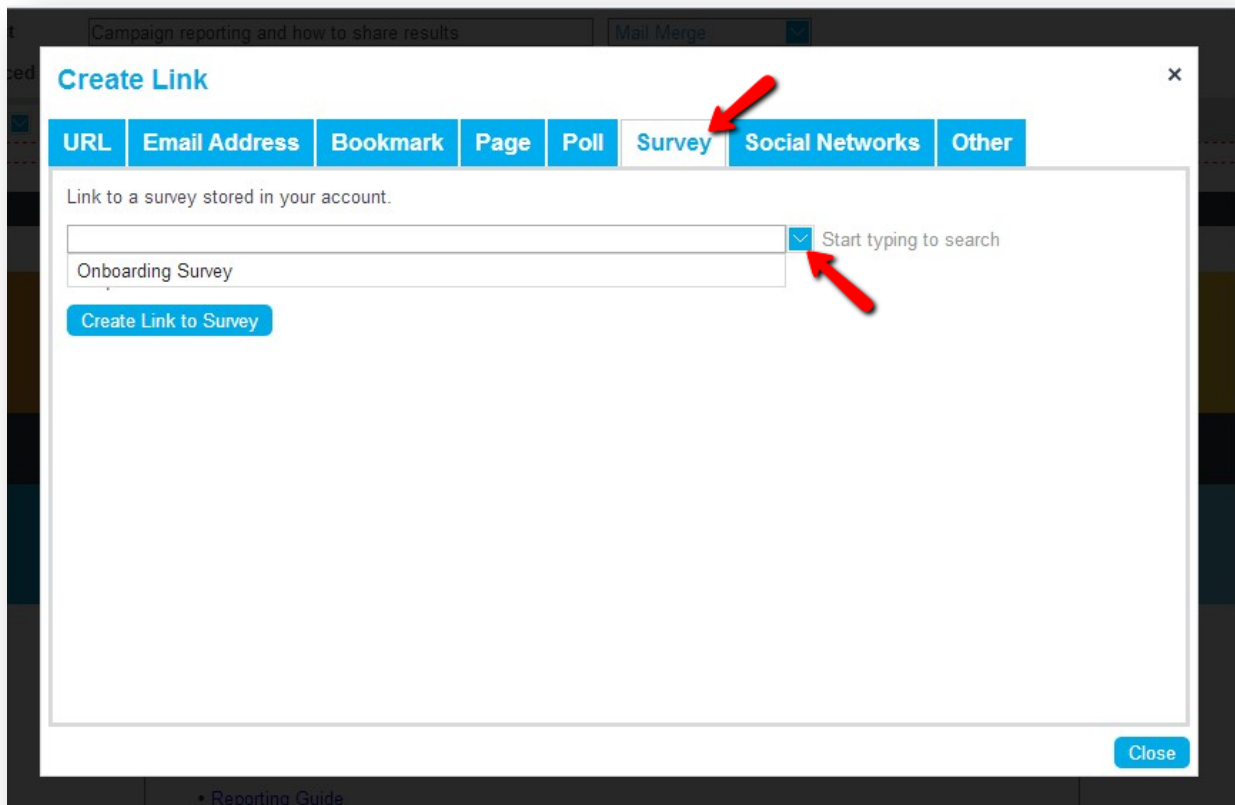 Campaign reporting and how to share results
Mail Merge
Create Link
×
URL Email Address Bookmark Page Poll Survey Social Networks Other
Link to a survey stored in your account.
Start typing to search
Onboarding Survey
Create Link to Survey
Close
• Reporting Guide